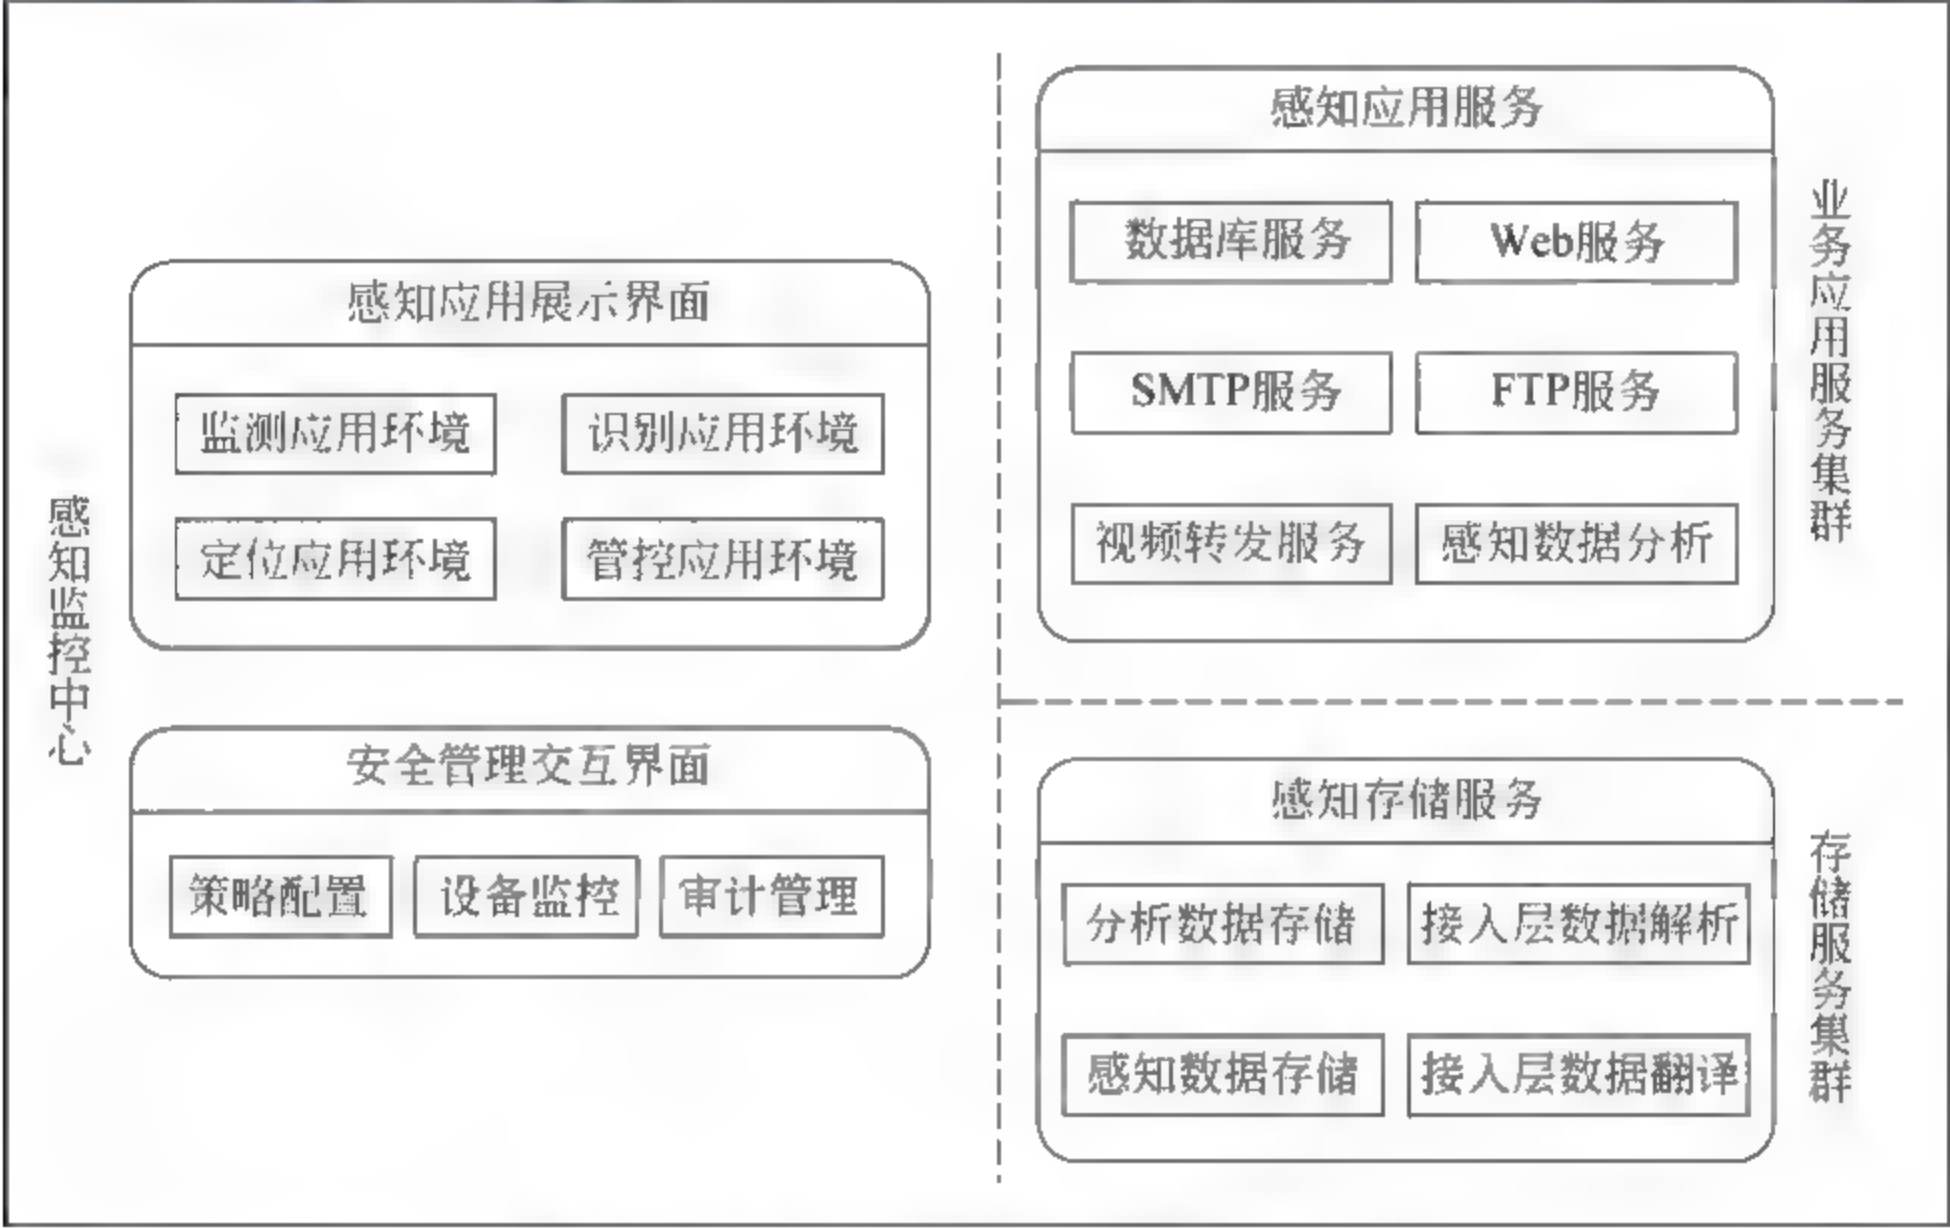 感知监控中心
感知应用展示界面
监测应用环境
识别应用环境
定位应用环境
管控应用环境
安全管理交互界面
策略配置
设备监控
审计管理
感知应用服务
数据库服务
Web服务
SMTP服务
FTP服务
视频转发服务
感知数据分析
业务应用服务集群
感知存储服务
分析数据存储
接入层数据解析
感知数据存储
接入层数据翻译
存储服务集群